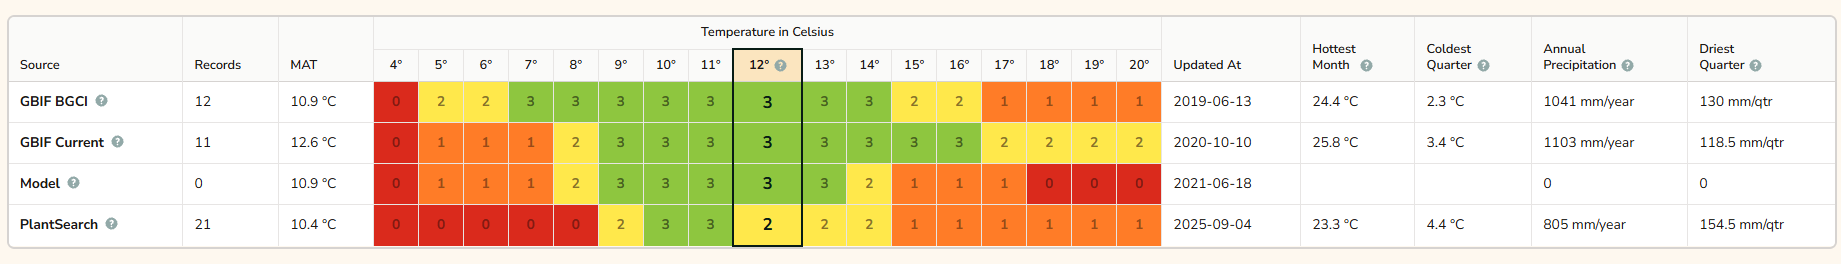 Temperature in Celsius
Source Records MAT 4° 5° 6° 7° 8° 9° 10° 11° 12° ? 13° 14° 15° 16° 17° 18° 19° 20° Updated At Hottest Month ? Coldest Quarter ? Annual Precipitation ? Driest Quarter ?
GBIF BGCI ? 12 10.9 °C 0 2 2 3 3 3 3 3 3 3 3 2 2 1 1 1 1 2019-06-13 24.4 °C 2.3 °C 1041 mm/year 130 mm/qtr
GBIF Current ? 11 12.6 °C 0 1 1 1 2 3 3 3 3 3 3 3 3 2 2 2 2 2020-10-10 25.8 °C 3.4 °C 1103 mm/year 118.5 mm/qtr
Model ? 0 10.9 °C 0 1 1 1 2 3 3 3 3 3 2 1 1 1 0 0 0 2021-06-18 0 0
PlantSearch ? 21 10.4 °C 0 0 0 0 0 2 3 3 2 2 2 1 1 1 1 1 1 2025-09-04 23.3 °C 4.4 °C 805 mm/year 154.5 mm/qtr